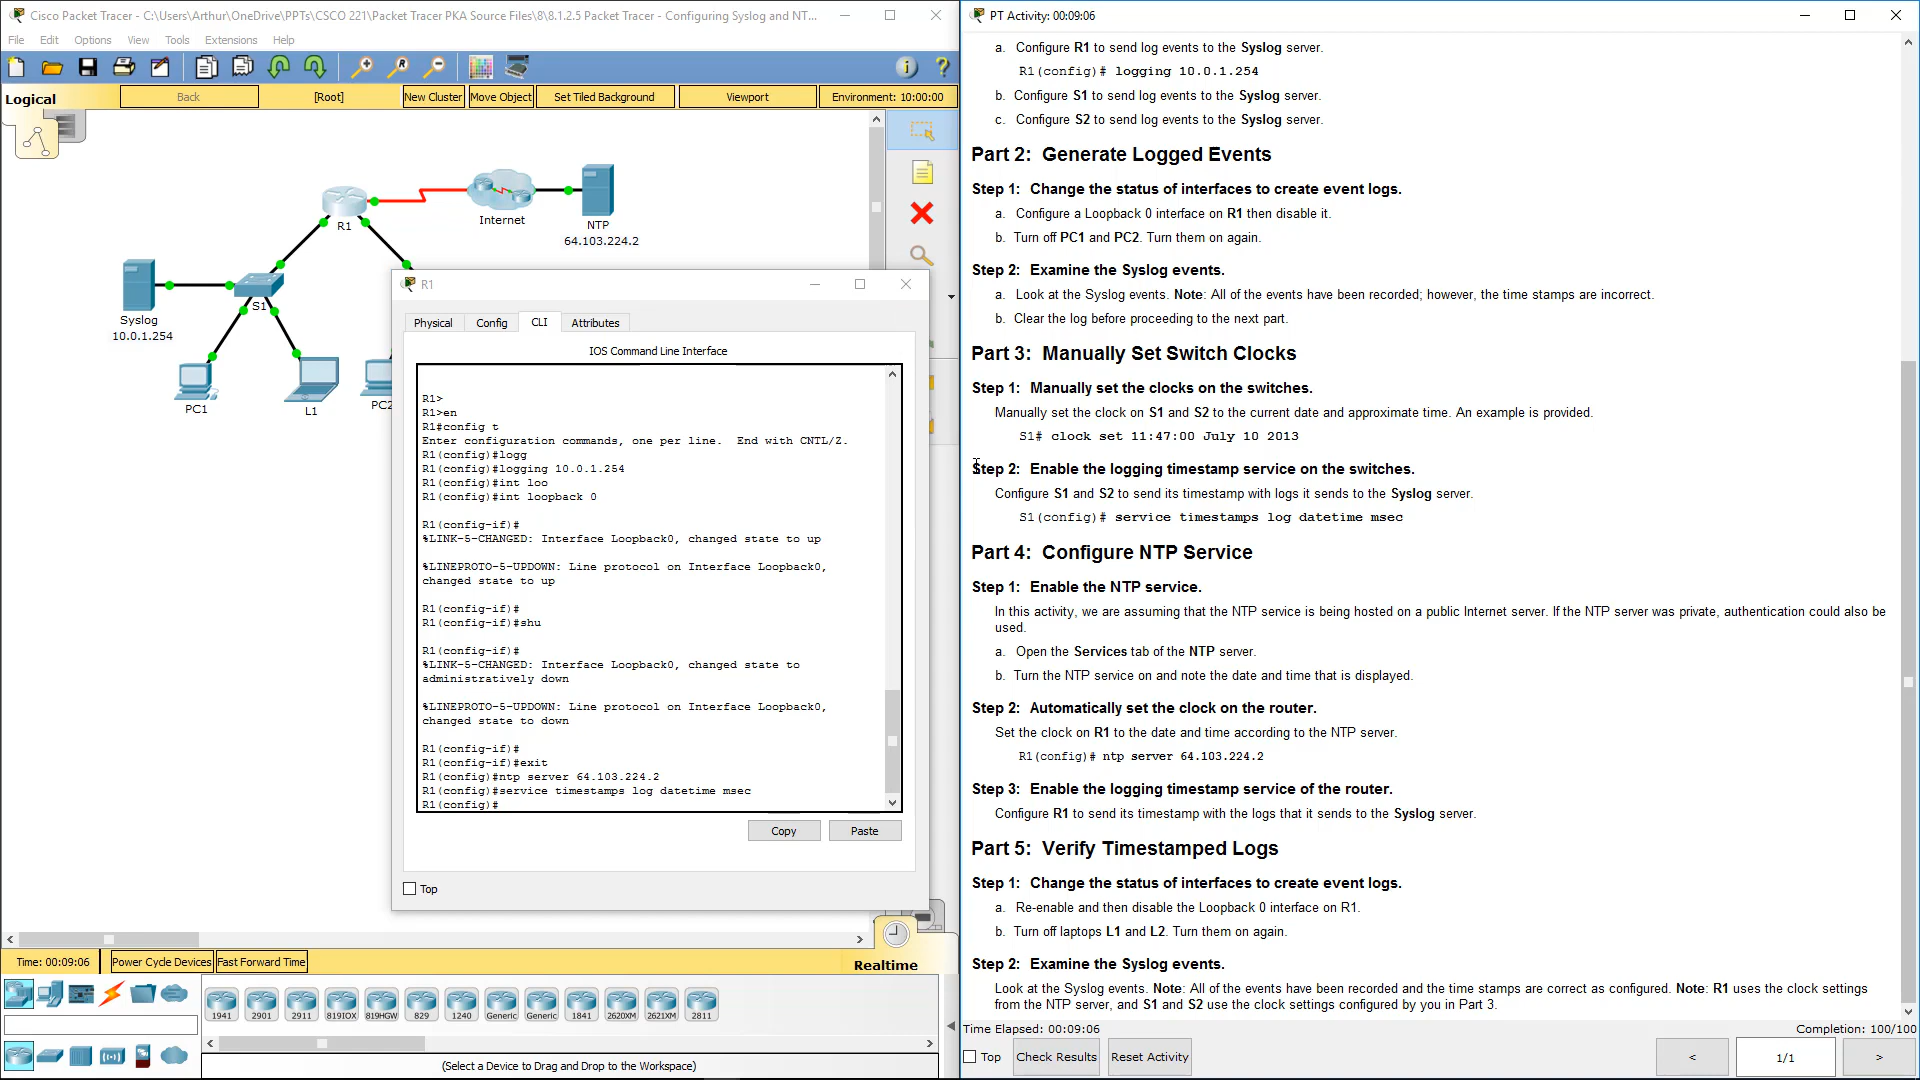 Cisco Packet Tracer - C:\Users\Arthur\OneDrive\PPTs\CSCO 221\Packet Tracer PKA Source Files\8\8.1.2.5 Packet Tracer - Configuring Syslog and NT...
File Edit Options View Tools Extensions Help
Logical
Back
[Root]
New Cluster
Move Object
Set Tiled Background
Viewport
Environment: 10:00:00
R1
Internet
NTP
64.103.224.2
Syslog
10.0.1.254
S1
PC1
L1
PC2
R1
Physical Config CLI Attributes
IOS Command Line Interface
R1>
R1>en
R1#config t
Enter configuration commands, one per line.  End with CNTL/Z.
R1(config)#logg
R1(config)#logging 10.0.1.254
R1(config)#int loo
R1(config)#int loopback 0
R1(config-if)#
%LINK-5-CHANGED: Interface Loopback0, changed state to up
%LINEPROTO-5-UPDOWN: Line protocol on Interface Loopback0,
changed state to up
R1(config-if)#
R1(config-if)#shu
R1(config-if)#
%LINK-5-CHANGED: Interface Loopback0, changed state to
administratively down
%LINEPROTO-5-UPDOWN: Line protocol on Interface Loopback0,
changed state to down
R1(config-if)#
R1(config-if)#exit
R1(config)#ntp server 64.103.224.2
R1(config)#service timestamps log datetime msec
R1(config)#
Copy
Paste
Top
Time: 00:09:06
Power Cycle Devices
Fast Forward Time
Realtime
1941 2901 2911 819IOX 819HGW 829 1240 Generic Generic 1841 2620XM 2621XM 2811
(Select a Device to Drag and Drop to the Workspace)
PT Activity: 00:09:06
a. Configure R1 to send log events to the Syslog server.
R1(config)# logging 10.0.1.254
b. Configure S1 to send log events to the Syslog server.
c. Configure S2 to send log events to the Syslog server.
Part 2: Generate Logged Events
Step 1: Change the status of interfaces to create event logs.
a. Configure a Loopback 0 interface on R1 then disable it.
b. Turn off PC1 and PC2. Turn them on again.
Step 2: Examine the Syslog events.
a. Look at the Syslog events. Note: All of the events have been recorded; however, the time stamps are incorrect.
b. Clear the log before proceeding to the next part.
Part 3: Manually Set Switch Clocks
Step 1: Manually set the clocks on the switches.
Manually set the clock on S1 and S2 to the current date and approximate time. An example is provided.
S1# clock set 11:47:00 July 10 2013
Step 2: Enable the logging timestamp service on the switches.
Configure S1 and S2 to send its timestamp with logs it sends to the Syslog server.
S1(config)# service timestamps log datetime msec
Part 4: Configure NTP Service
Step 1: Enable the NTP service.
In this activity, we are assuming that the NTP service is being hosted on a public Internet server. If the NTP server was private, authentication could also be
used.
a. Open the Services tab of the NTP server.
b. Turn the NTP service on and note the date and time that is displayed.
Step 2: Automatically set the clock on the router.
Set the clock on R1 to the date and time according to the NTP server.
R1(config)# ntp server 64.103.224.2
Step 3: Enable the logging timestamp service of the router.
Configure R1 to send its timestamp with the logs that it sends to the Syslog server.
Part 5: Verify Timestamped Logs
Step 1: Change the status of interfaces to create event logs.
a. Re-enable and then disable the Loopback 0 interface on R1.
b. Turn off laptops L1 and L2. Turn them on again.
Step 2: Examine the Syslog events.
Look at the Syslog events. Note: All of the events have been recorded and the time stamps are correct as configured. Note: R1 uses the clock settings
from the NTP server, and S1 and S2 use the clock settings configured by you in Part 3.
Time Elapsed: 00:09:06
Completion: 100/100
Top
Check Results
Reset Activity
<
1/1
>